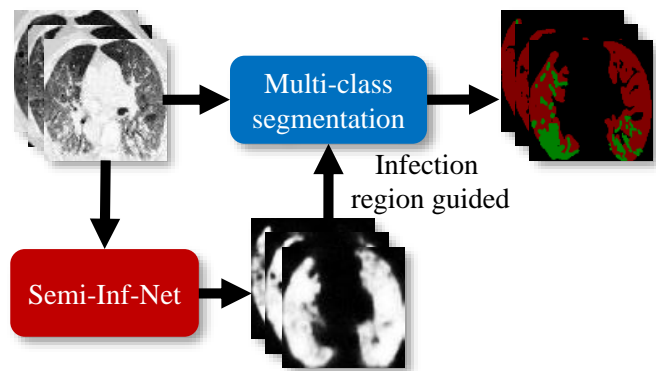 Multi-class
segmentation
Infection
region guided
Semi-Inf-Net